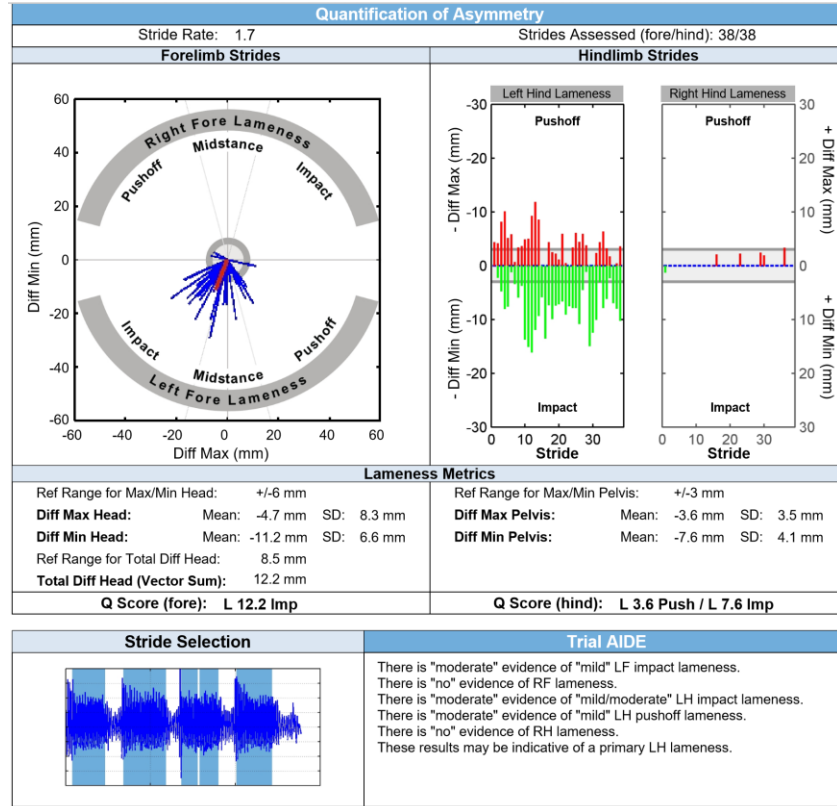 Quantification of Asymmetry
Stride Rate: 1.7 Strides Assessed (fore/hind): 38/38
Forelimb Strides Hindlimb Strides
60
40
20
0
-20
-40
-60
Diff Min (mm)
-60 -40 -20 0 20 40 60
Diff Max (mm)
Right Fore Lameness
Midstance
Pushoff Impact
Impact Pushoff
Midstance
Left Fore Lameness
Left Hind Lameness Right Hind Lameness
Pushoff Pushoff
-30 30
-20 20
-10 10
0 0
-10 10
-20 20
-30 30
- Diff Max (mm) + Diff Max (mm)
- Diff Min (mm) + Diff Min (mm)
Impact Impact
0 10 20 30 0 10 20 30
Stride Stride
Lameness Metrics
Ref Range for Max/Min Head: +/-6 mm
Diff Max Head: Mean: -4.7 mm SD: 8.3 mm
Diff Min Head: Mean: -11.2 mm SD: 6.6 mm
Ref Range for Total Diff Head: 8.5 mm
Total Diff Head (Vector Sum): 12.2 mm
Ref Range for Max/Min Pelvis: +/-3 mm
Diff Max Pelvis: Mean: -3.6 mm SD: 3.5 mm
Diff Min Pelvis: Mean: -7.6 mm SD: 4.1 mm
Q Score (fore): L 12.2 Imp Q Score (hind): L 3.6 Push / L 7.6 Imp
Stride Selection
Trial AIDE
There is "moderate" evidence of "mild" LF impact lameness.
There is "no" evidence of RF lameness.
There is "moderate" evidence of "mild/moderate" LH impact lameness.
There is "moderate" evidence of "mild" LH pushoff lameness.
There is "no" evidence of RH lameness.
These results may be indicative of a primary LH lameness.